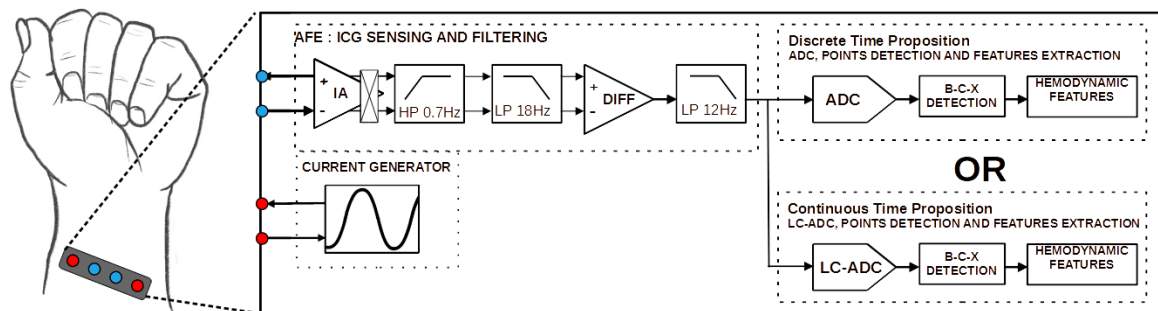 AFE : ICG SENSING AND FILTERING
+
IA
-
HP 0.7Hz
LP 18Hz
+
-
DIFF
LP 12Hz
CURRENT GENERATOR
Discrete Time Proposition
ADC, POINTS DETECTION AND FEATURES EXTRACTION
ADC
B-C-X
DETECTION
HEMODYNAMIC
FEATURES
OR
Continuous Time Proposition
LC-ADC, POINTS DETECTION AND FEATURES EXTRACTION
LC-ADC
B-C-X
DETECTION
HEMODYNAMIC
FEATURES